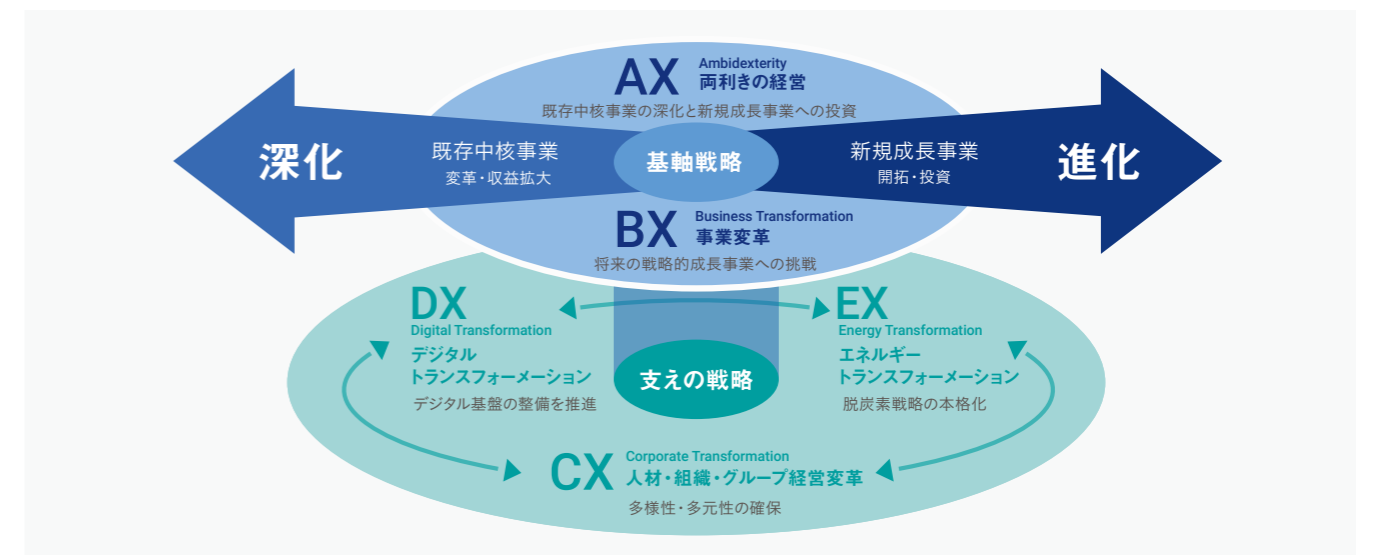 AX
Ambidexterity
両利きの経営
既存中核事業の深化と新規成長事業への投資
深化
既存中核事業
変革・収益拡大
基軸戦略
新規成長事業
開拓・投資
進化
BX
Business Transformation
事業変革
将来の戦略的成長事業への挑戦
DX
Digital Transformation
デジタル
トランスフォーメーション
デジタル基盤の整備を推進
支えの戦略
EX
Energy Transformation
エネルギー
トランスフォーメーション
脱炭素戦略の本格化
CX
Corporate Transformation
人材・組織・グループ経営変革
多様性・多元性の確保